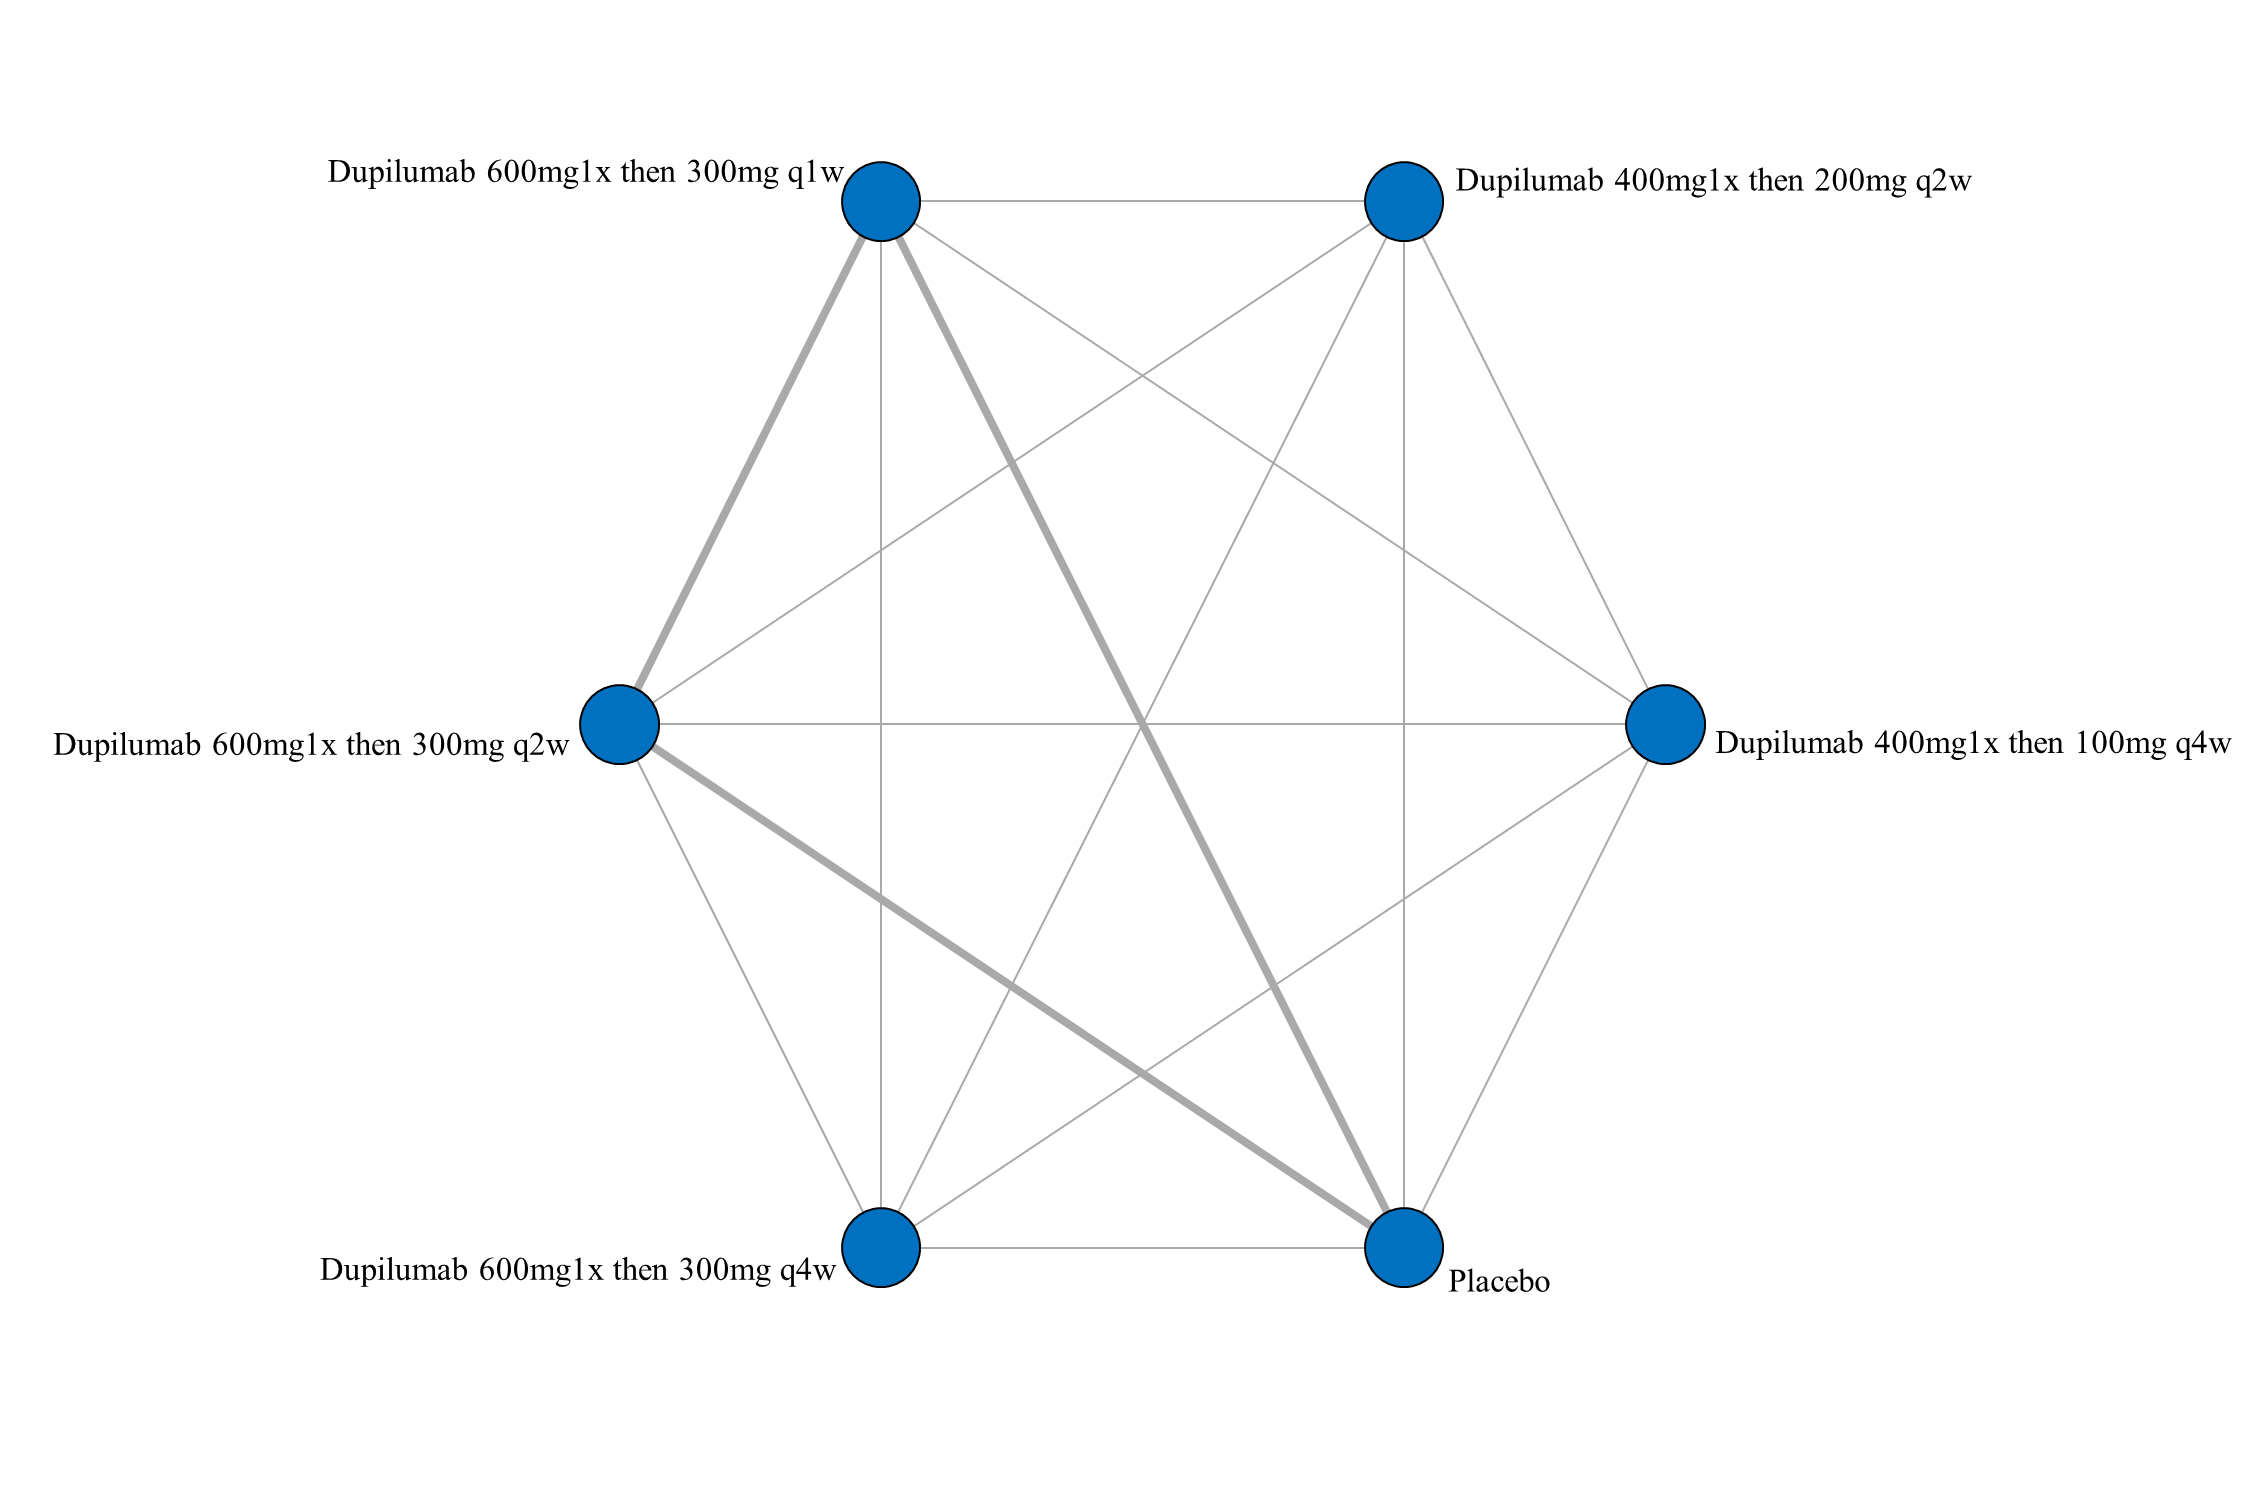 Dupilumab 600mg1x then 300mg q1w
Dupilumab 400mg1x then 200mg q2w
Dupilumab 600mg1x then 300mg q2w
Dupilumab 400mg1x then 100mg q4w
Dupilumab 600mg1x then 300mg q4w
Placebo